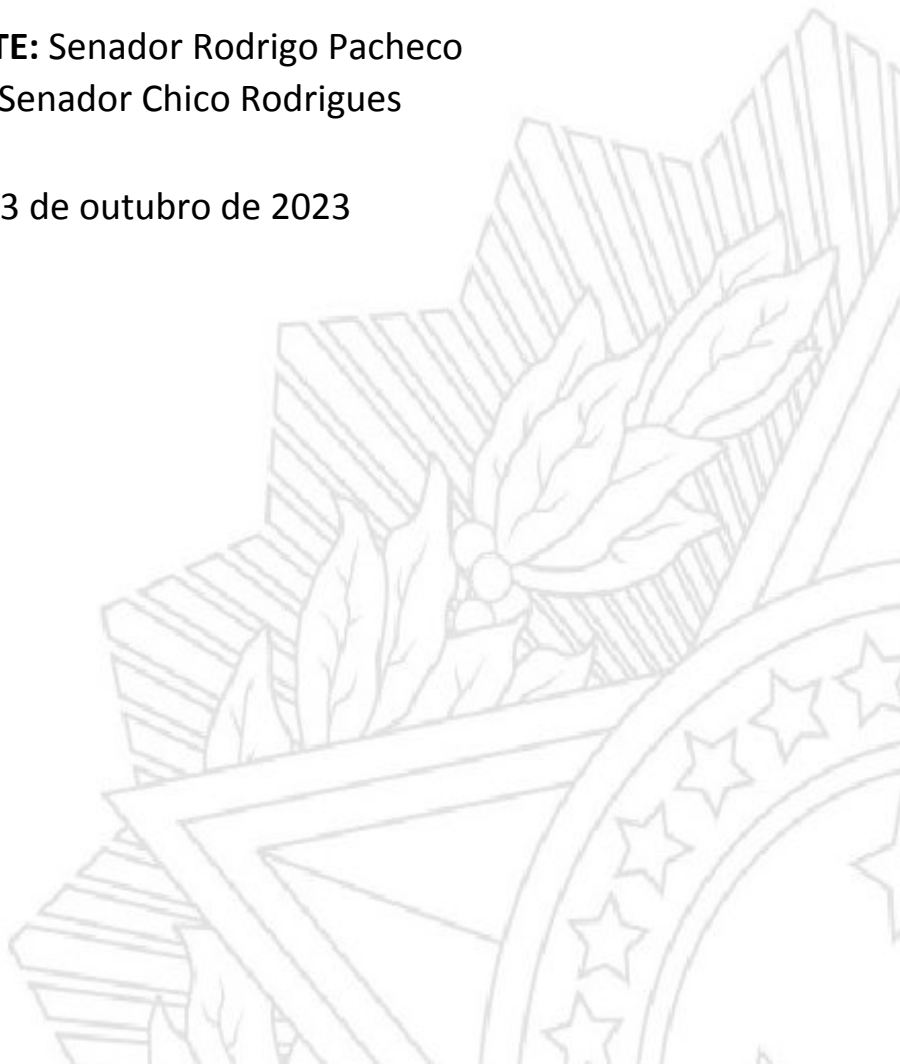 TE: Senador Rodrigo Pacheco
Senador Chico Rodrigues
3 de outubro de 2023